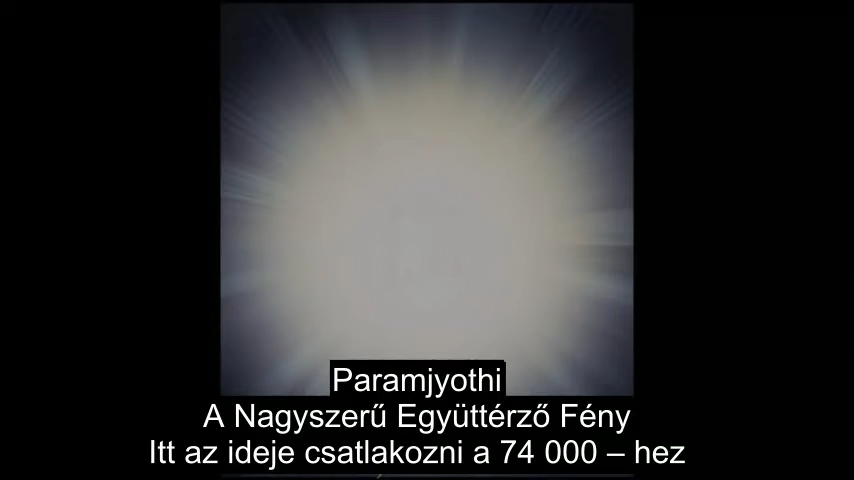 Paramjyothi
A Nagyszerű Együttérző Fény
Itt az ideje csatlakozni a 74 000 – hez